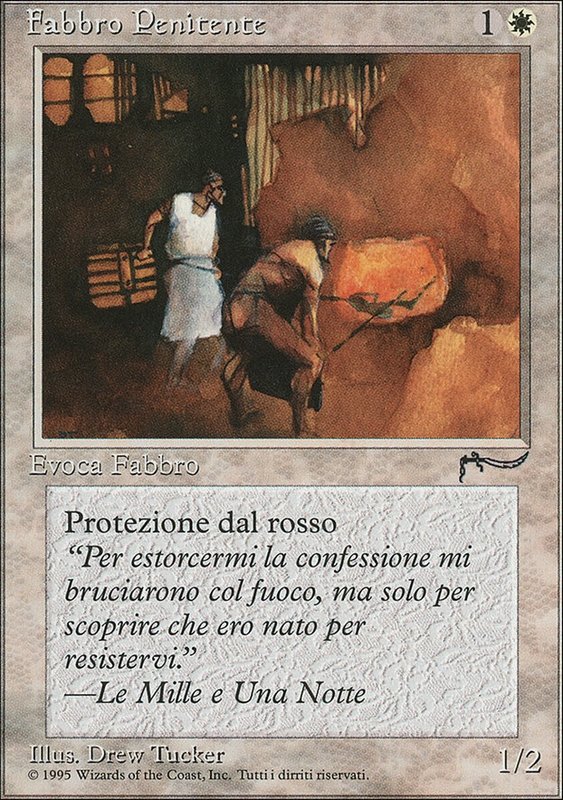 Fabbro Penitente 1
Evoca Fabbro
Protezione dal rosso
“Per estorcermi la confessione mi
bruciarono col fuoco, ma solo per
scoprire che ero nato per
resistervi.”
—Le Mille e Una Notte
Illus. Drew Tucker
1/2
© 1995 Wizards of the Coast, Inc. Tutti i dirriti riservati.